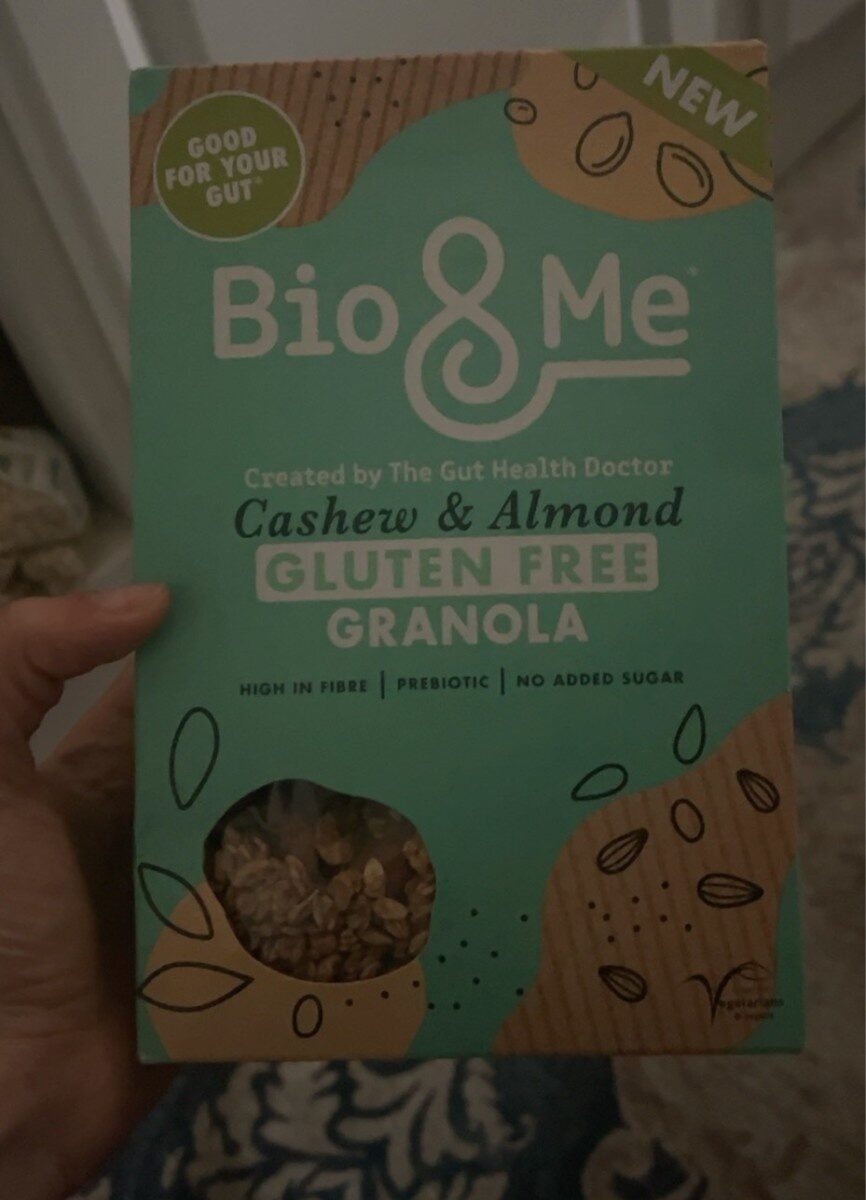 GOOD
FOR YOUR
GUT
NEW
Bio&Me
Created by The Gut Health Doctor
Cashew & Almond
GLUTEN FREE
GRANOLA
HIGH IN FIBRE | PREBIOTIC | NO ADDED SUGAR
Vegetarians